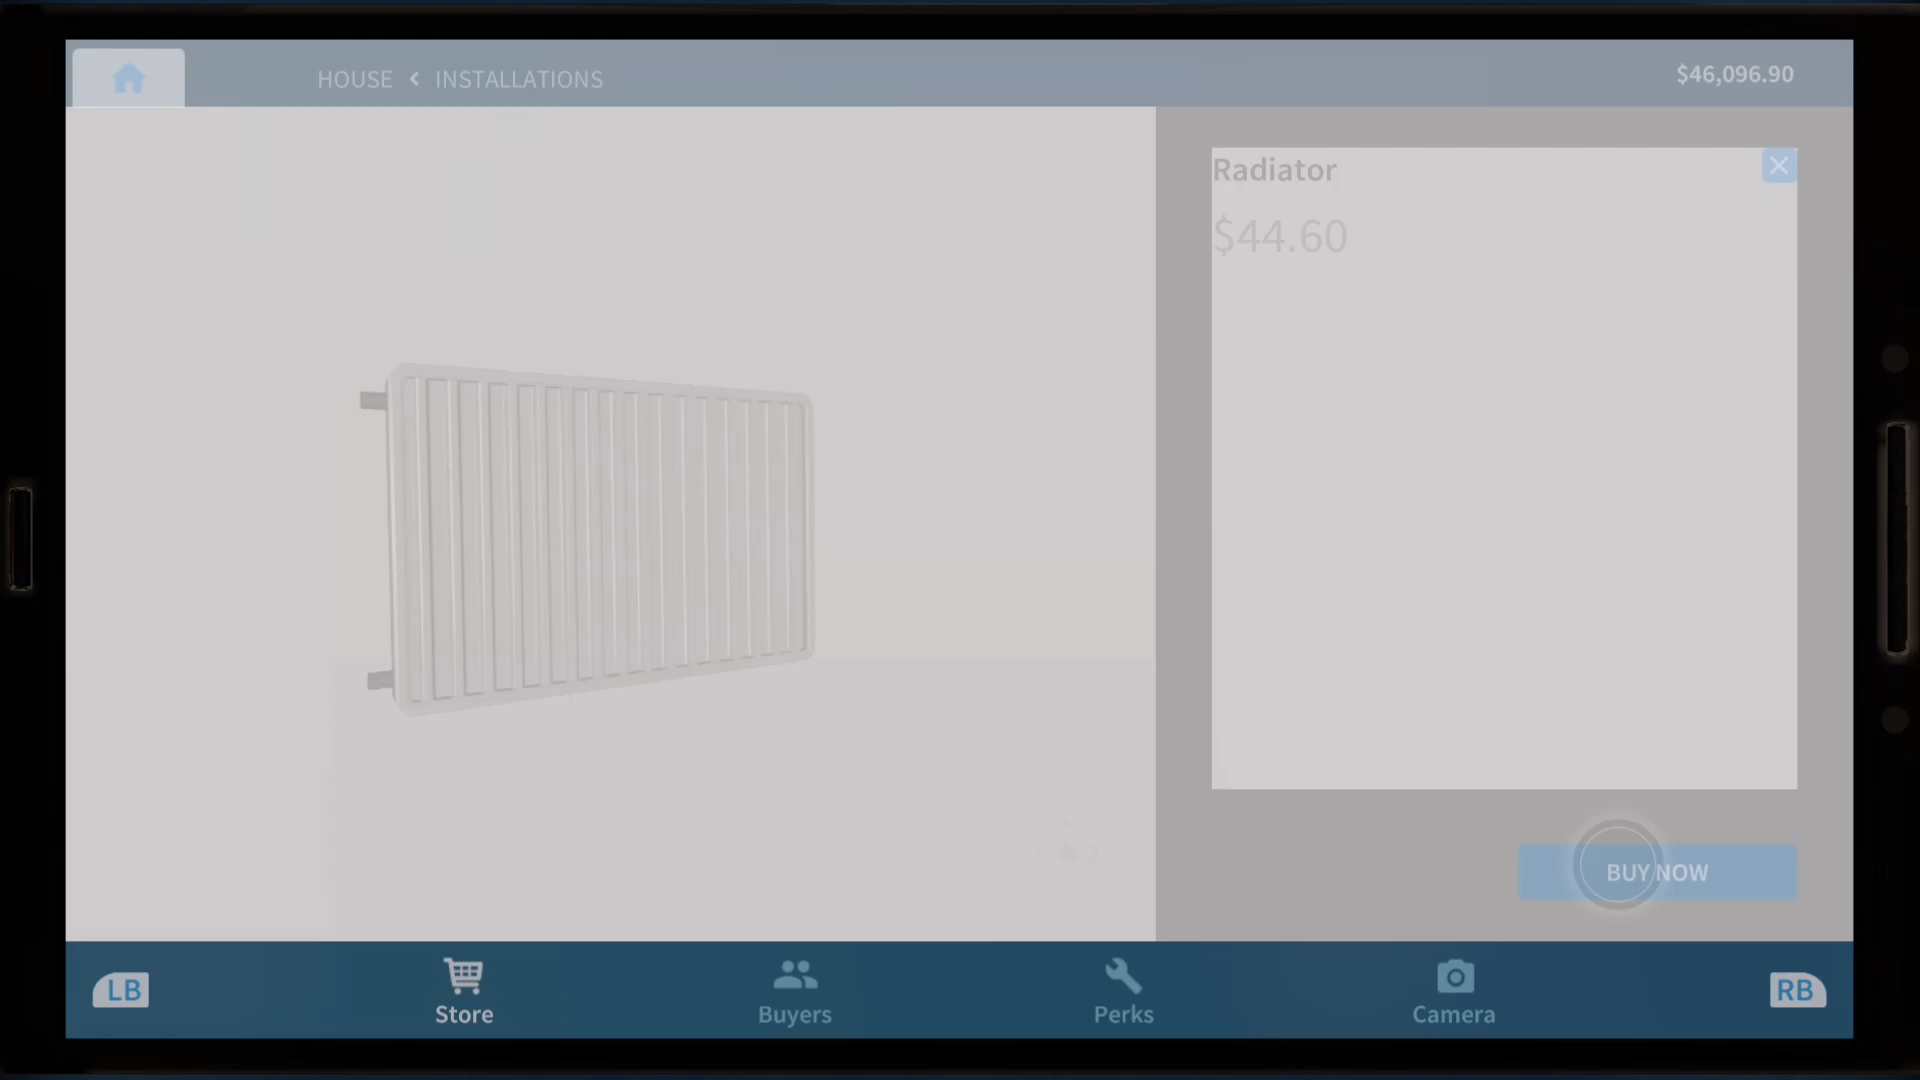 HOUSE < INSTALLATIONS
$46,096.90
Radiator
$44.60
BUY NOW
LB
Store
Buyers
Perks
Camera
RB